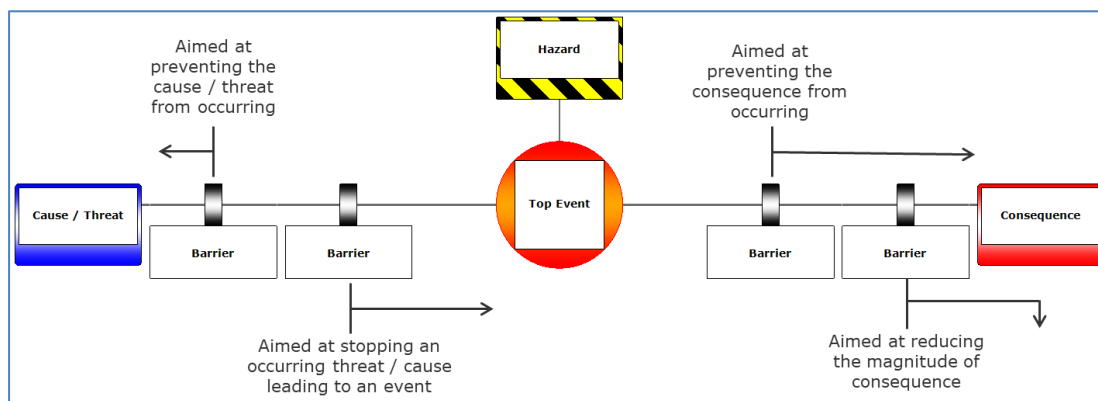 Aimed at
preventing the
cause / threat
from occurring
Hazard
Aimed at
preventing the
consequence from
occurring
Cause / Threat
Top Event
Consequence
Barrier
Barrier
Barrier
Barrier
Aimed at stopping an
occurring threat / cause
leading to an event
Aimed at reducing
the magnitude of
consequence